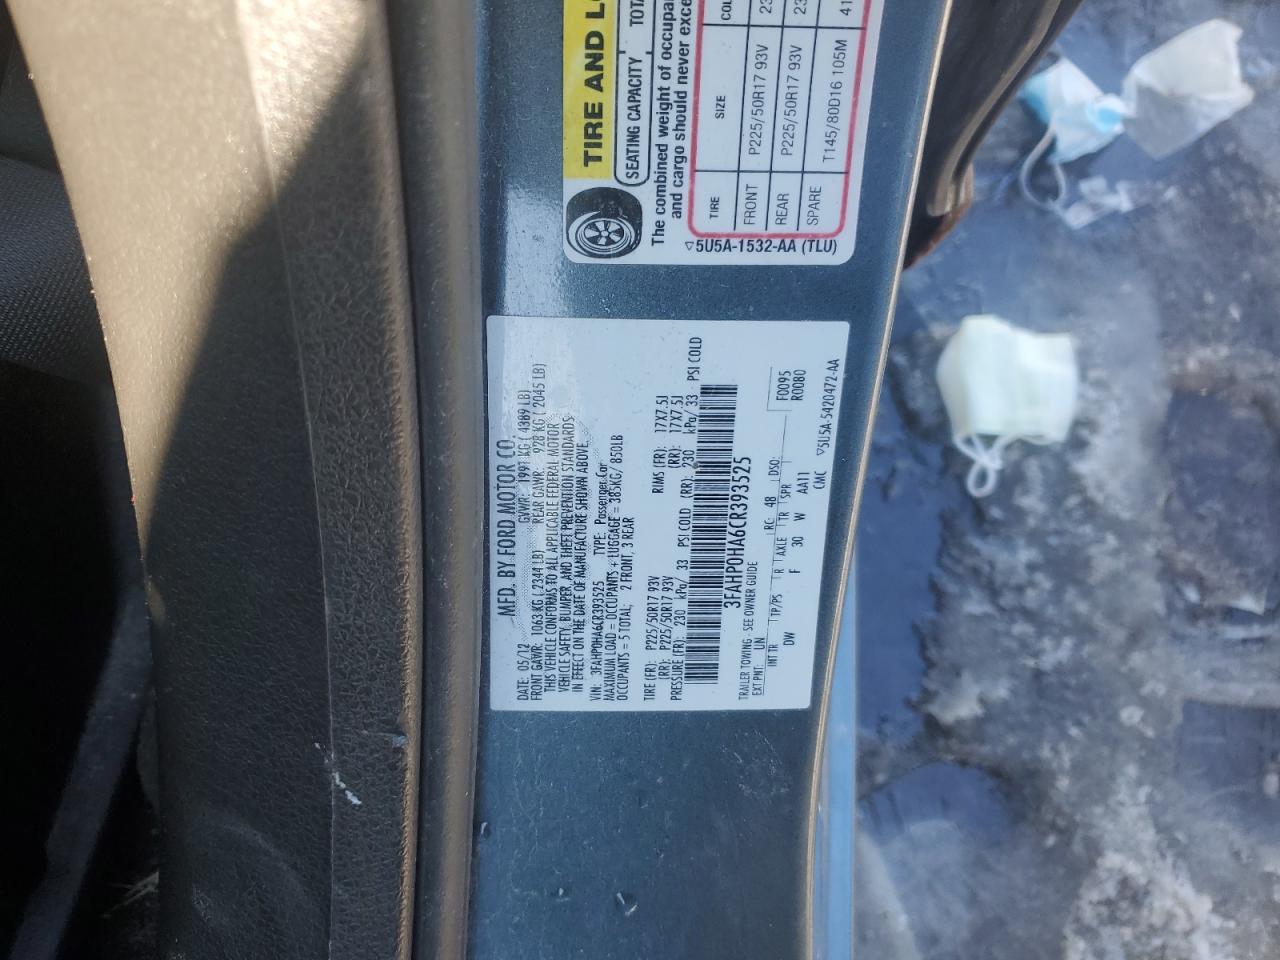 TIRE AND
SEATING CAPACITY
The combined weight of occupa
and cargo should never exce
TIRE SIZE
FRONT P225/50R17 93V
REAR P225/50R17 93V
SPARE T145/80D16 105M
5U5A-1532-AA (TLU)
MFD. BY FORD MOTOR CO.
DATE: 05/12 GVWR: 1991 KG ( 4389 LB)
FRONT GAWR: 1063 KG ( 2344 LB) REAR GAWR: 928 KG ( 2045 LB)
THIS VEHICLE CONFORMS TO ALL APPLICABLE FEDERAL MOTOR
VEHICLE SAFETY, BUMPER, AND THEFT PREVENTION STANDARDS
IN EFFECT ON THE DATE OF MANUFACTURE SHOWN ABOVE.
VIN: 3FAHP0HA6CR393525 TYPE: Passenger Car
MAXIMUM LOAD = OCCUPANTS + LUGGAGE = 385KG/ 850LB
OCCUPANTS = 5 TOTAL: 2 FRONT, 3 REAR
TIRE (FR): P225/50R17 93V RIMS (FR): 17X7.5J
(RR): P225/50R17 93V (RR): 17X7.5J
PRESSURE (FR): 230 kPa/ 33 PSI COLD (RR): 230 kPa/ 33 PSI COLD
3FAHP0HA6CR393525
TRAILER TOWING - SEE OWNER GUIDE
EXT PNT: UN RC: 48 DSO: F0095
R0080
INT TR TP/PS R AXLE TR SPR
DW F 30 W AA11
CMC 5U5A-5420472-AA